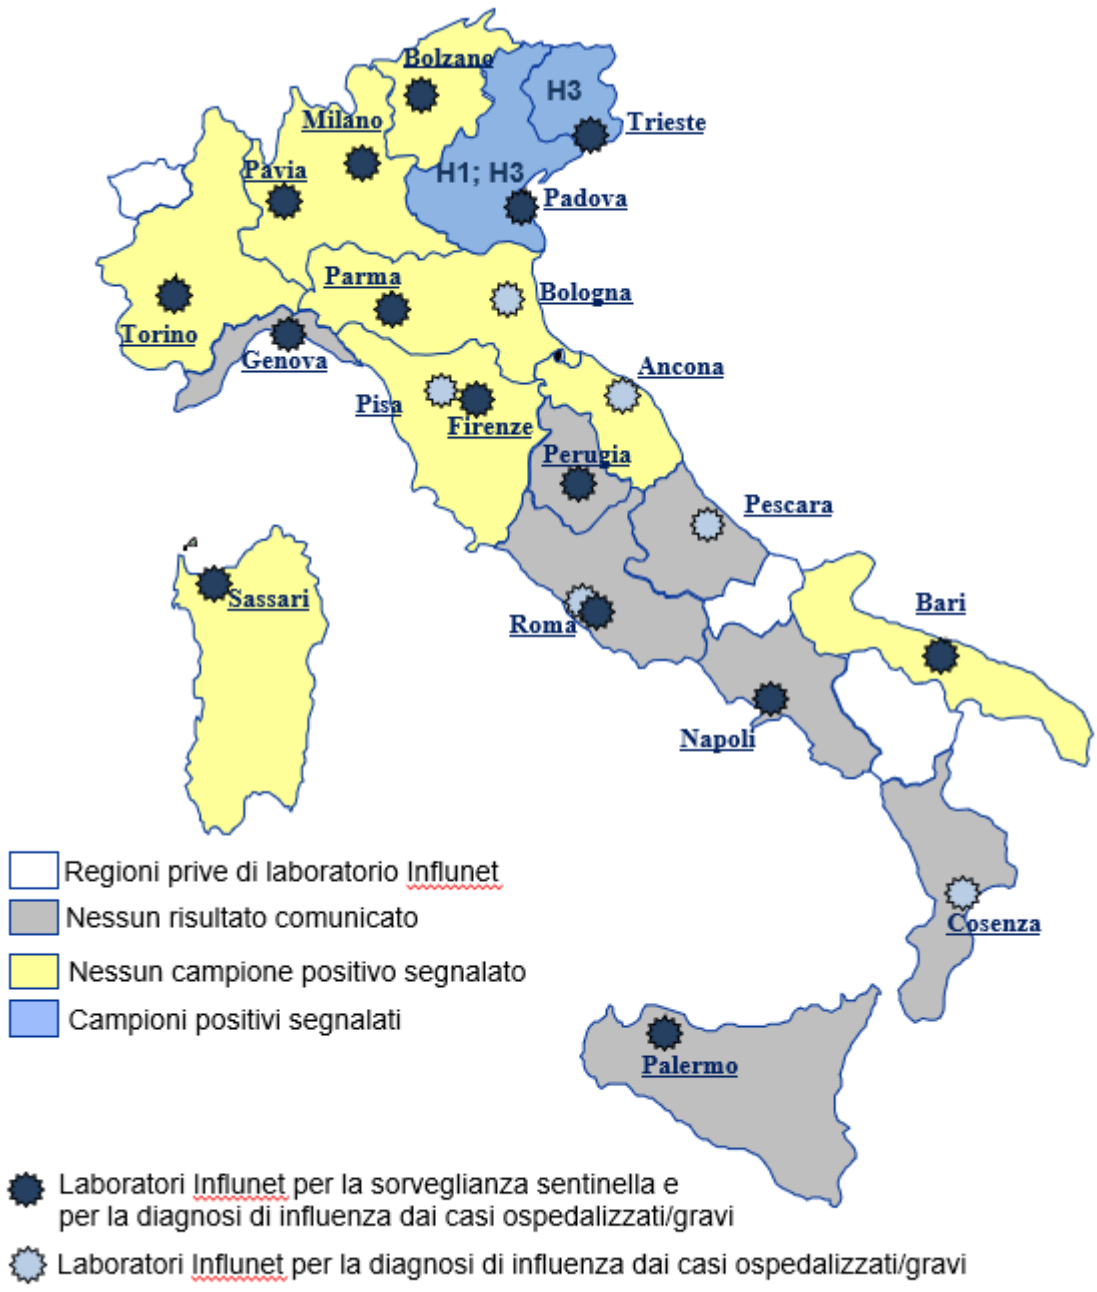 Bolzano
H3
Milano
Trieste
Pavia
H1; H3
Padova
Parma
Bologna
Torino
Genova
Ancona
Pisa
Firenze
Perugia
Pescara
Sassari
Bari
Roma
Napoli
Regioni prive di laboratorio Influnet
Nessun risultato comunicato
Cosenza
Nessun campione positivo segnalato
Campioni positivi segnalati
Palermo
Laboratori Influnet per la sorveglianza sentinella e
per la diagnosi di influenza dai casi ospedalizzati/gravi
Laboratori Influnet per la diagnosi di influenza dai casi ospedalizzati/gravi